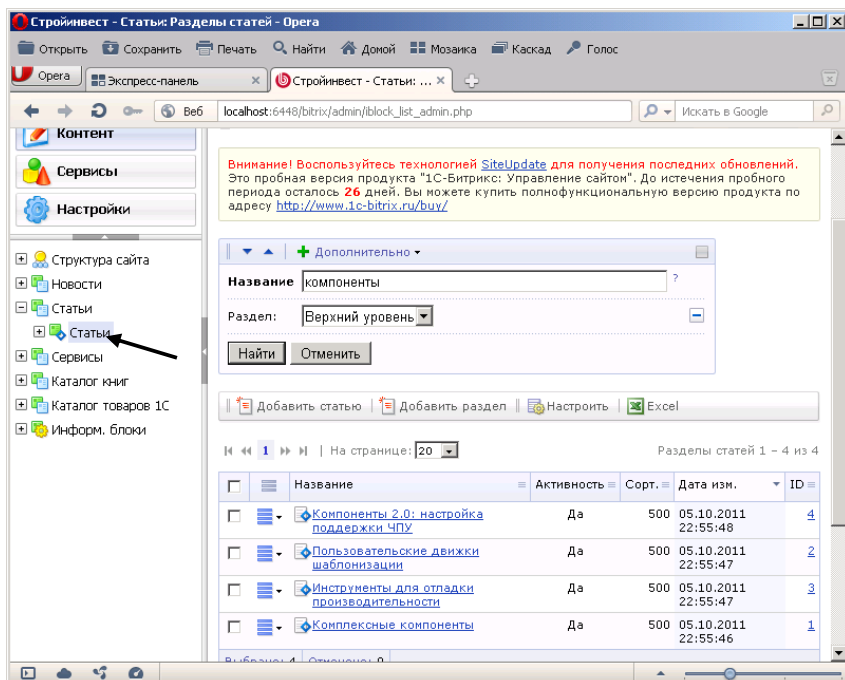 Стройинвест - Статьи: Разделы статей - Opera
Открыть Сохранить Печать Найти Домой Мозаика Каскад Голос
Opera Экспресс-панель Стройинвест - Статьи: ...
Веб localhost:6448/bitrix/admin/iblock_list_admin.php Искать в Google
Контент
Сервисы
Настройки
Структура сайта
Новости
Статьи
Статьи
Сервисы
Каталог книг
Каталог товаров 1С
Информ. блоки
Внимание! Воспользуйтесь технологией SiteUpdate для получения последних обновлений.
Это пробная версия продукта "1С-Битрикс: Управление сайтом". До истечения пробного
периода осталось 26 дней. Вы можете купить полнофункциональную версию продукта по
адресу http://www.1c-bitrix.ru/buy/
Дополнительно
Название компоненты ?
Раздел: Верхний уровень
Найти Отменить
Добавить статью Добавить раздел Настроить Excel
1 На странице: 20 Разделы статей 1 – 4 из 4
Название Активность Сорт. Дата изм. ID
Компоненты 2.0: настройка
поддержки ЧПУ
Да 500 05.10.2011
22:55:48
4
Пользовательские движки
шаблонизации
Да 500 05.10.2011
22:55:47
2
Инструменты для отладки
производительности
Да 500 05.10.2011
22:55:47
3
Комплексные компоненты Да 500 05.10.2011
22:55:46
1
Выбрано: 4 Отмечено: 0